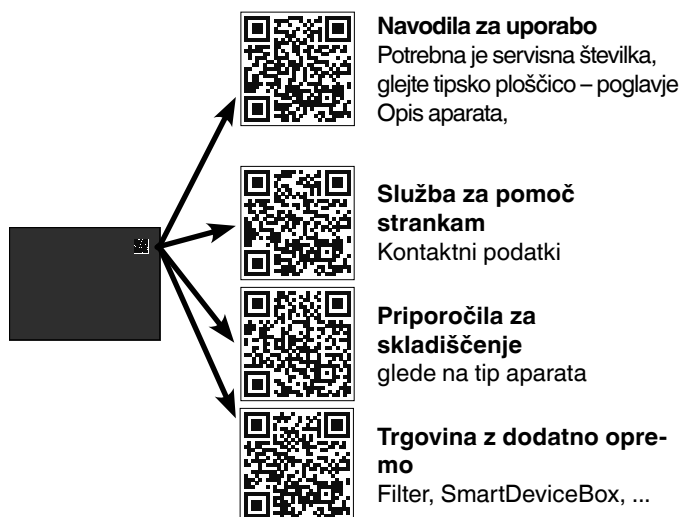 Navodila za uporabo
Potrebna je servisna številka,
glejte tipsko ploščico – poglavje
Opis aparata,
Služba za pomoč
strankam
Kontaktni podatki
Priporočila za
skladiščenje
glede na tip aparata
Trgovina z dodatno opre-
mo
Filter, SmartDeviceBox, ...